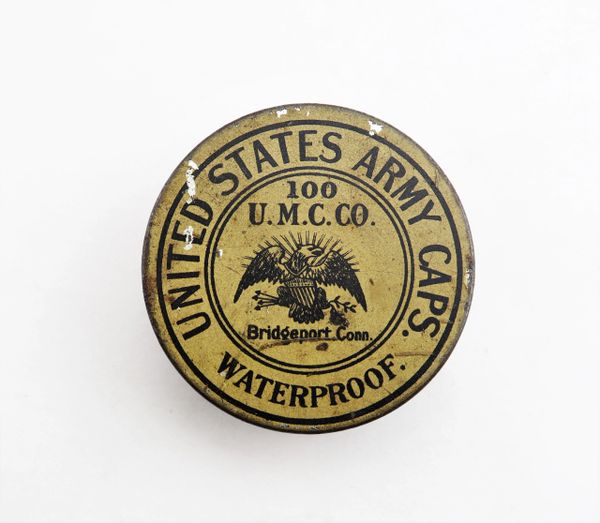 UNITED STATES ARMY CAPS.
100
U.M.C.CO.
Bridgeport Conn.
WATERPROOF.